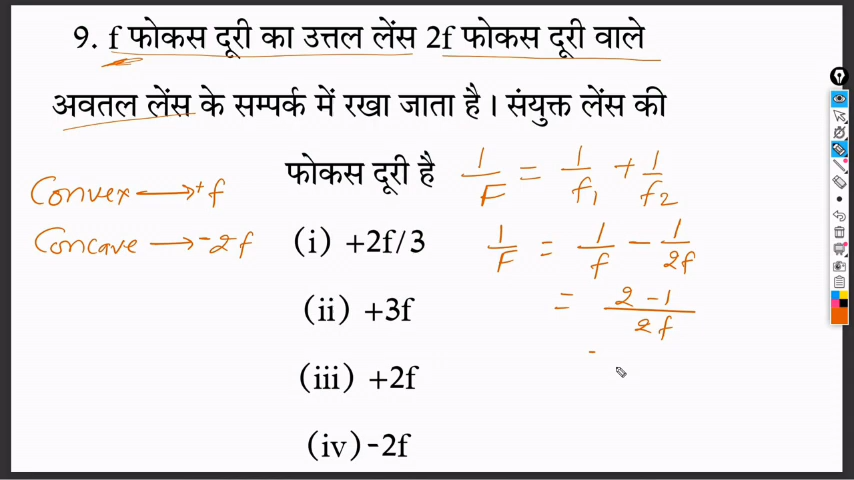 9. f फोकस दूरी का उत्तल लेंस 2f फोकस दूरी वाले
अवतल लेंस के सम्पर्क में रखा जाता है। संयुक्त लेंस की
फोकस दूरी है
1/F = 1/f₁ + 1/f₂
Convex ⟷ +f
Concave ⟶ -2f
(i) +2f/3
1/F = 1/f - 1/2f
(ii) +3f
= 2-1/2f
(iii) +2f
(iv) -2f